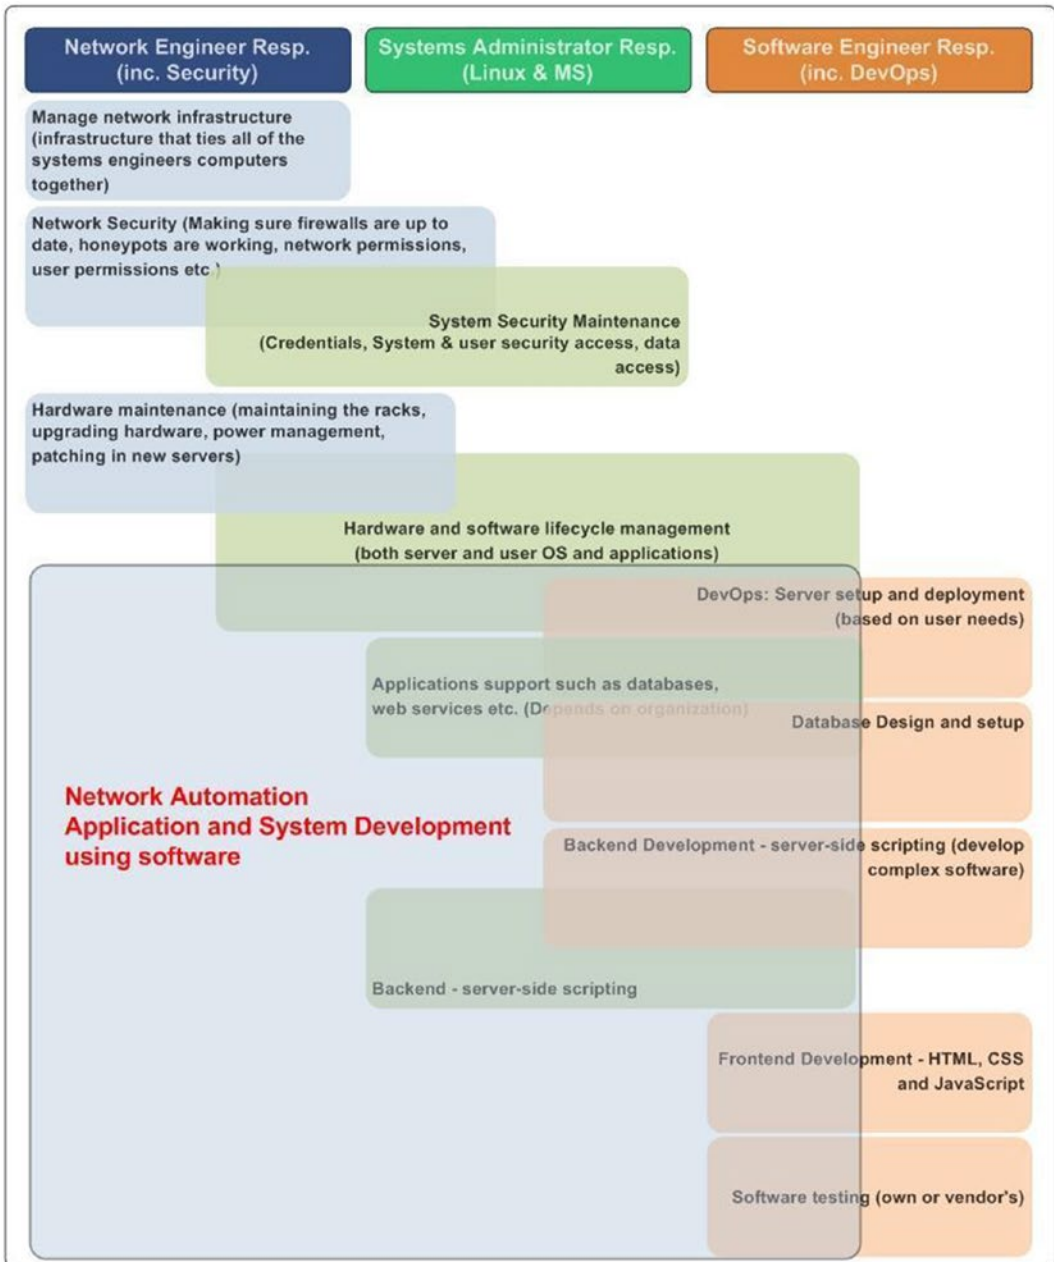 Network Engineer Resp.
(inc. Security)
Systems Administrator Resp.
(Linux & MS)
Software Engineer Resp.
(inc. DevOps)
Manage network infrastructure
(infrastructure that ties all of the
systems engineers computers
together)
Network Security (Making sure firewalls are up to
date, honeypots are working, network permissions,
user permissions etc.)
System Security Maintenance
(Credentials, System & user security access, data
access)
Hardware maintenance (maintaining the racks,
upgrading hardware, power management,
patching in new servers)
Hardware and software lifecycle management
(both server and user OS and applications)
DevOps: Server setup and deployment
(based on user needs)
Applications support such as databases,
web services etc. (Depends on organization)
Database Design and setup
Network Automation
Application and System Development
using software
Backend Development - server-side scripting (develop
complex software)
Backend - server-side scripting
Frontend Development - HTML, CSS
and JavaScript
Software testing (own or vendor's)